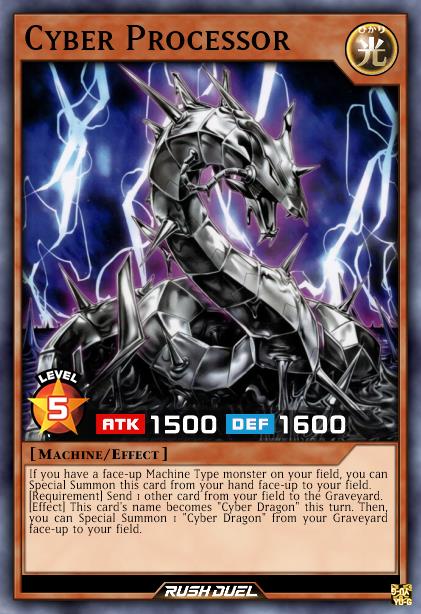 Cyber Processor
ひかり
光
LEVEL
5
ATK 1500 DEF 1600
[Machine/Effect]
If you have a face-up Machine Type monster on your field, you can
Special Summon this card from your hand face-up to your field.
[Requirement] Send 1 other card from your field to the Graveyard.
[Effect] This card's name becomes "Cyber Dragon" this turn. Then,
you can Special Summon 1 "Cyber Dragon" from your Graveyard
face-up to your field.
RUSH DUEL